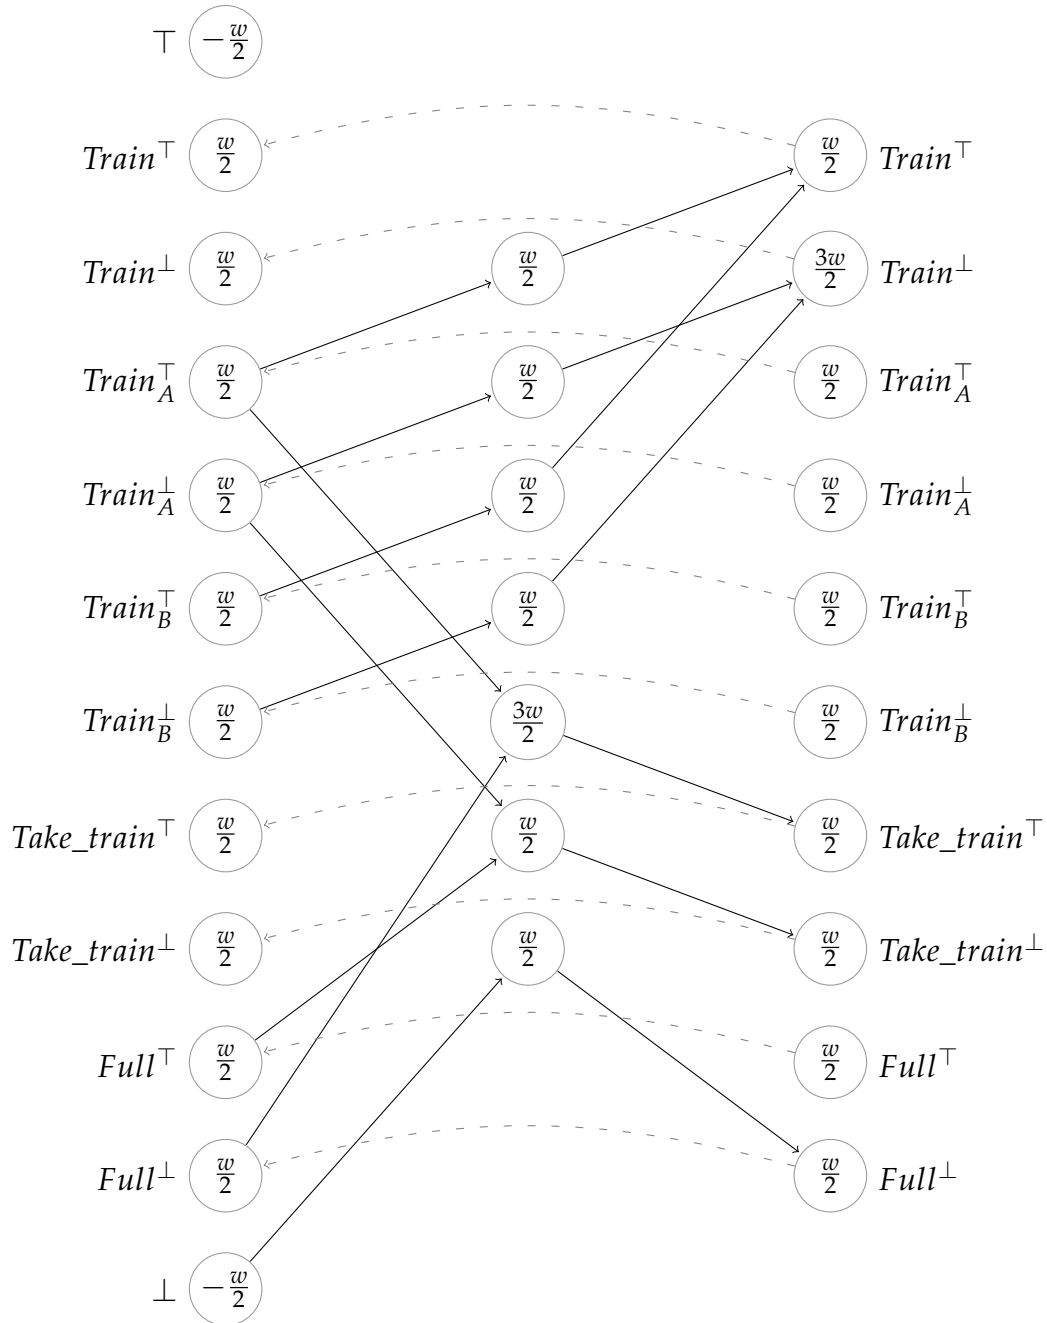 ⊤ −w/2
Train^⊤ w/2 w/2 Train^⊤
Train^⊥ w/2 w/2 3w/2 Train^⊥
Train_A^⊤ w/2 w/2 w/2 Train_A^⊤
Train_A^⊥ w/2 w/2 w/2 Train_A^⊥
Train_B^⊤ w/2 w/2 w/2 Train_B^⊤
Train_B^⊥ w/2 3w/2 w/2 Train_B^⊥
Take_train^⊤ w/2 w/2 w/2 Take_train^⊤
Take_train^⊥ w/2 w/2 w/2 Take_train^⊥
Full^⊤ w/2 w/2 Full^⊤
Full^⊥ w/2 w/2 Full^⊥
⊥ −w/2